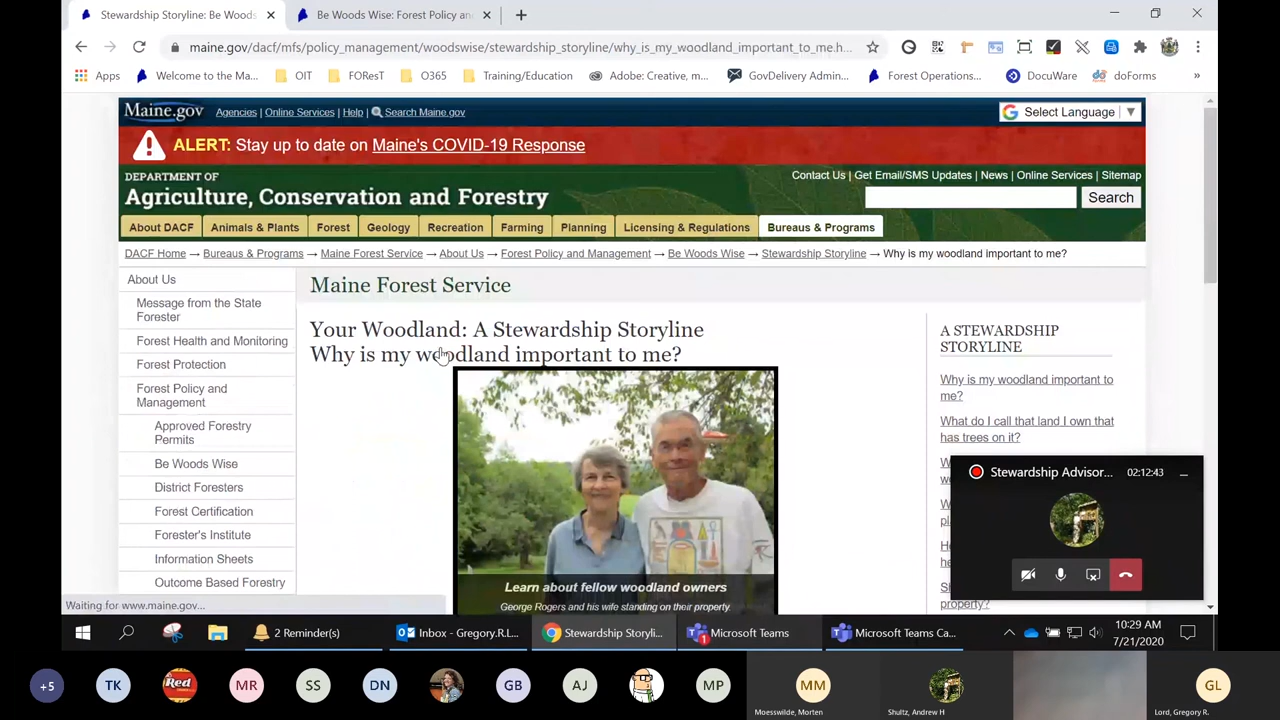 Stewardship Storyline: Be Woods
Be Woods Wise: Forest Policy an
maine.gov/dacf/mfs/policy_management/woodswise/stewardship_storyline/why_is_my_woodland_important_to_me.h...
Apps
Welcome to the Ma...
OIT
FOResT
O365
Training/Education
Adobe: Creative, m...
GovDelivery Admin...
Forest Operations...
DocuWare
doForms
»
Maine.gov
Agencies | Online Services | Help | Search Maine.gov
Select Language ▼
ALERT: Stay up to date on Maine's COVID-19 Response
DEPARTMENT OF
Agriculture, Conservation and Forestry
Contact Us | Get Email/SMS Updates | News | Online Services | Sitemap
Search
About DACF
Animals & Plants
Forest
Geology
Recreation
Farming
Planning
Licensing & Regulations
Bureaus & Programs
DACF Home → Bureaus & Programs → Maine Forest Service → About Us → Forest Policy and Management → Be Woods Wise → Stewardship Storyline → Why is my woodland important to me?
About Us
Message from the State
Forester
Forest Health and Monitoring
Forest Protection
Forest Policy and
Management
Approved Forestry
Permits
Be Woods Wise
District Foresters
Forest Certification
Forester's Institute
Information Sheets
Outcome Based Forestry
Maine Forest Service
Your Woodland: A Stewardship Storyline
Why is my woodland important to me?
Learn about fellow woodland owners
George Rogers and his wife standing on their property.
A STEWARDSHIP
STORYLINE
Why is my woodland important to
me?
What do I call that land I own that
has trees on it?
property?
Stewardship Advisor...
02:12:43
Waiting for www.maine.gov...
2 Reminder(s)
Inbox - Gregory.R.L...
Stewardship Storyli...
Microsoft Teams
Microsoft Teams Ca...
10:29 AM
7/21/2020
+5
TK
Red
MR
SS
DN
GB
AJ
MP
MM
Moesswilde, Morten
Shultz, Andrew H
GL
Lord, Gregory R.